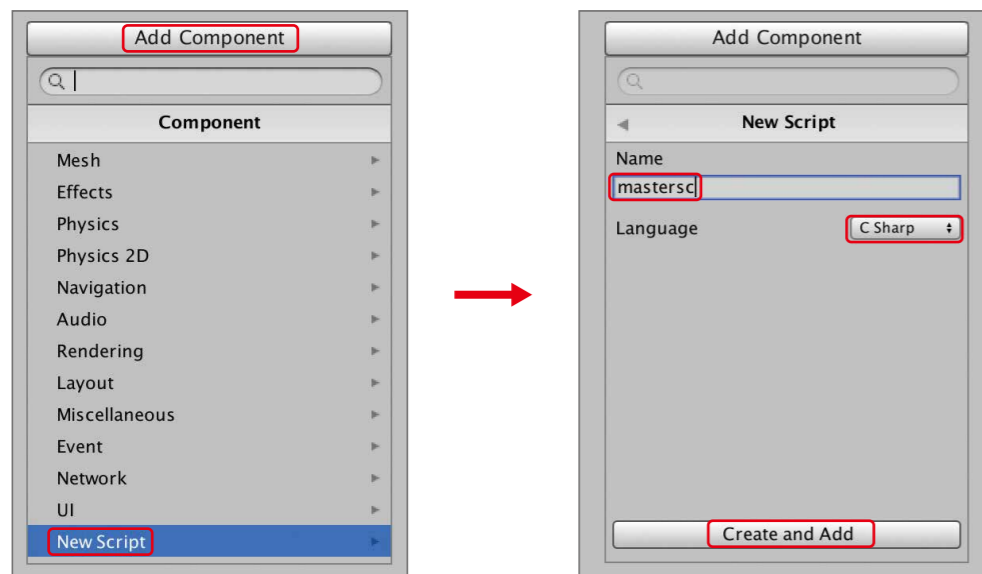 Add Component
Component
Mesh
Effects
Physics
Physics 2D
Navigation
Audio
Rendering
Layout
Miscellaneous
Event
Network
UI
New Script
Add Component
New Script
Name
mastersc
Language C Sharp
Create and Add